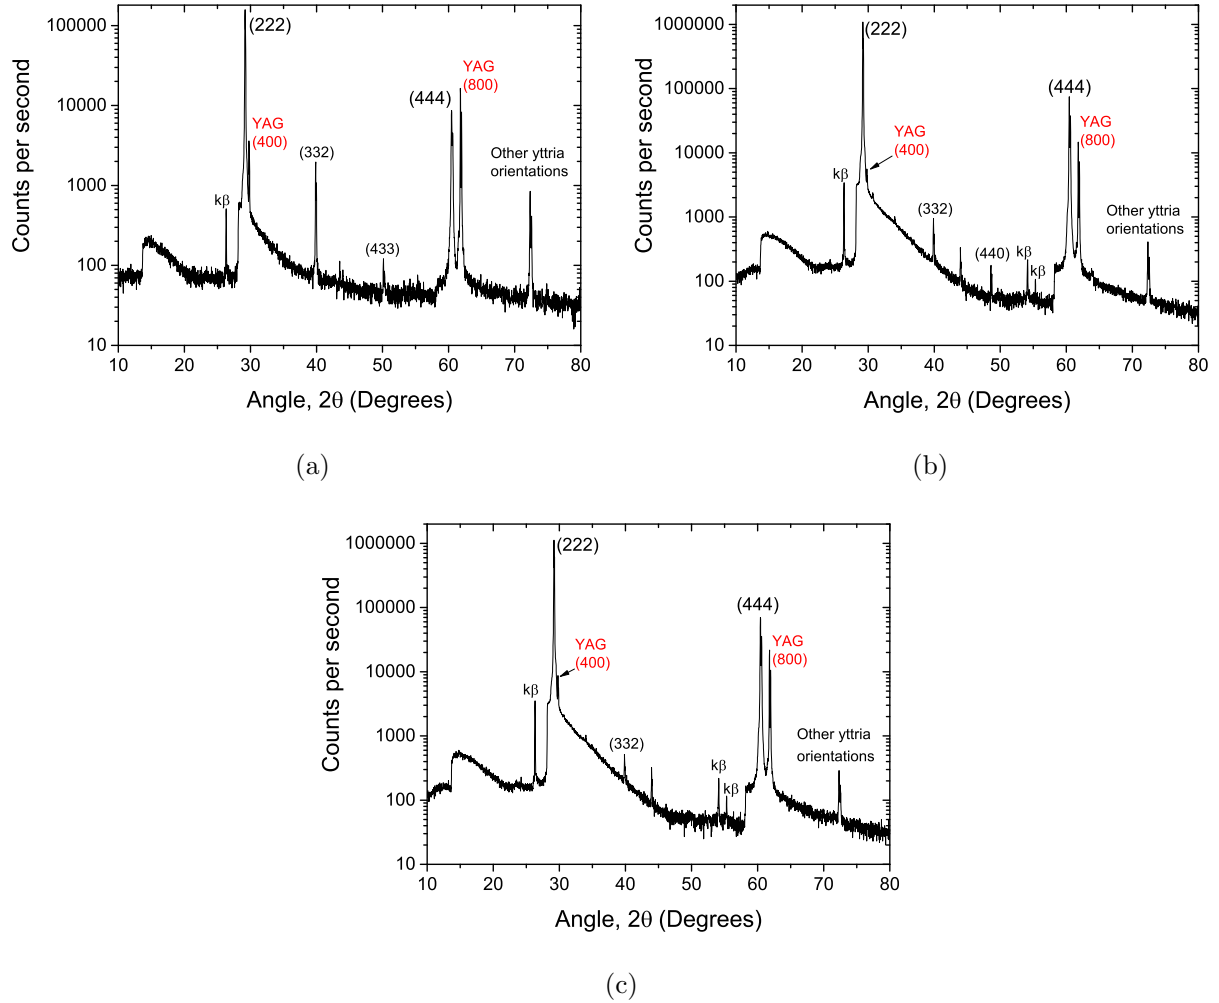 100000
10000
1000
100
10
Counts per second
(222)
YAG
(400)
kβ
(332)
(433)
(444)
YAG
(800)
Other yttria
orientations
10 20 30 40 50 60 70 80
Angle, 2θ (Degrees)
(a)
1000000
100000
10000
1000
100
10
Counts per second
(222)
YAG
(400)
kβ
(332)
(440)
kβ
kβ
(444)
YAG
(800)
Other yttria
orientations
10 20 30 40 50 60 70 80
Angle, 2θ (Degrees)
(b)
1000000
100000
10000
1000
100
10
Counts per second
(222)
YAG
(400)
kβ
(332)
kβ
kβ
(444)
YAG
(800)
Other yttria
orientations
10 20 30 40 50 60 70 80
Angle, 2θ (Degrees)
(c)